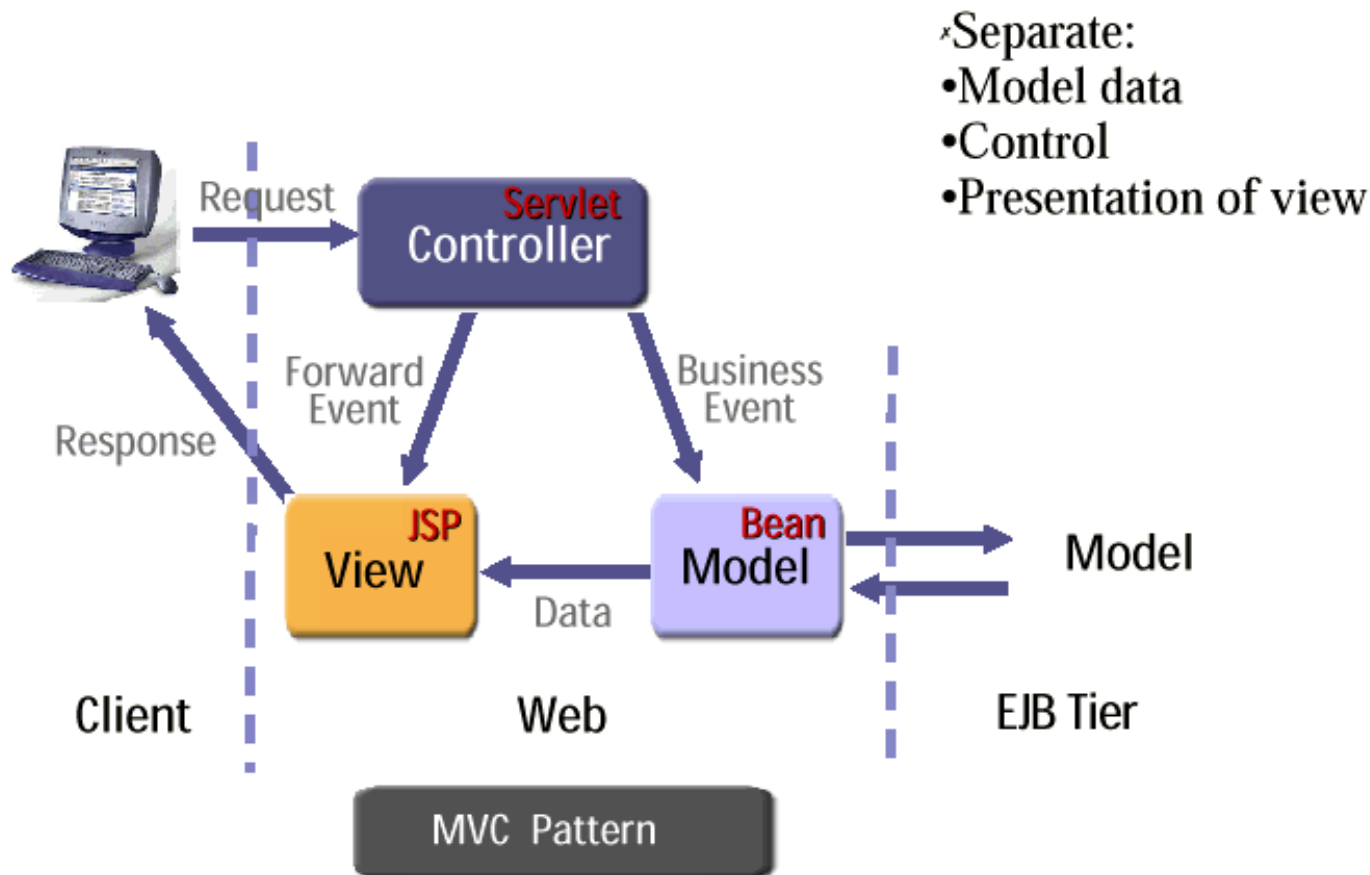 ✗Separate:
•Model data
•Control
•Presentation of view
Request
Servlet
Controller
Forward
Event
Business
Event
Response
JSP
View
Bean
Model
Model
Data
Client
Web
EJB Tier
MVC Pattern